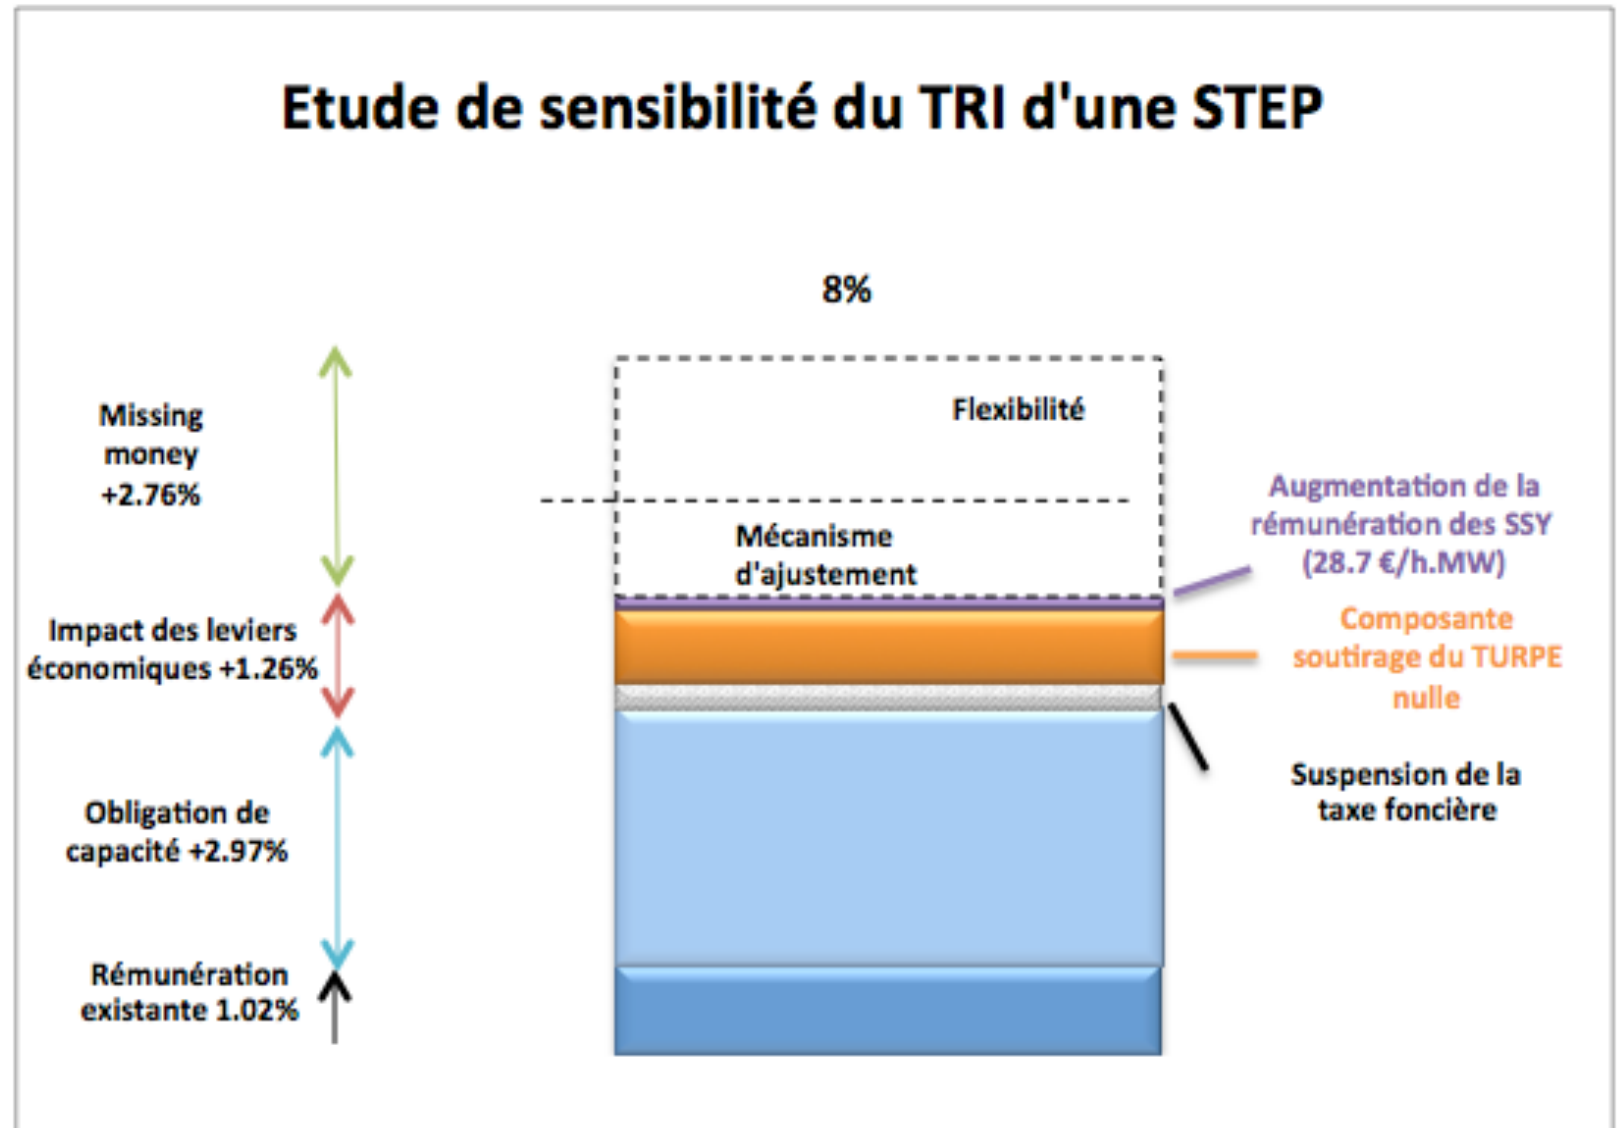 Etude de sensibilité du TRI d'une STEP
8%
Missing
money
+2.76%
Flexibilité
Mécanisme
d'ajustement
Augmentation de la
rémunération des SSY
(28.7 €/h.MW)
Impact des leviers
économiques +1.26%
Composante
soutirage du TURPE
nulle
Obligation de
capacité +2.97%
Suspension de la
taxe foncière
Rémunération
existante 1.02%